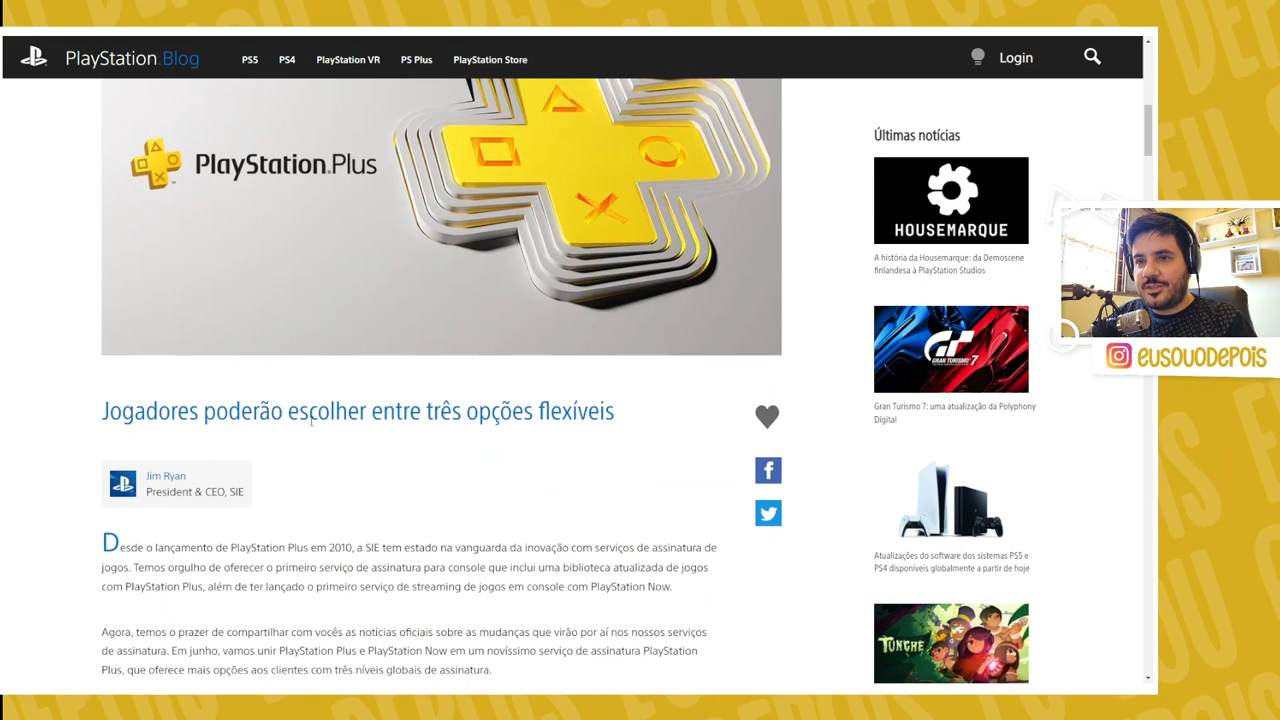 PlayStation.Blog
PS5
PS4
PlayStation VR
PS Plus
PlayStation Store
Login
PlayStation.Plus
Jogadores poderão escolher entre três opções flexíveis
Jim Ryan
President & CEO, SIE
Desde o lançamento de PlayStation Plus em 2010, a SIE tem estado na vanguarda da inovação com serviços de assinatura de
jogos. Temos orgulho de oferecer o primeiro serviço de assinatura para console que inclui uma biblioteca atualizada de jogos
com PlayStation Plus, além de ter lançado o primeiro serviço de streaming de jogos em console com PlayStation Now.
Agora, temos o prazer de compartilhar com vocês as notícias oficiais sobre as mudanças que virão por aí nos nossos serviços
de assinatura. Em junho, vamos unir PlayStation Plus e PlayStation Now em um novíssimo serviço de assinatura PlayStation
Plus, que oferece mais opções aos clientes com três níveis globais de assinatura.
Últimas notícias
HOUSEMARQUE
A história da Housemarque: da Demoscene
finlandesa à PlayStation Studios
GT
GRAN TURISMO 7
Gran Turismo 7: uma atualização da Polyphony
Digital
Atualizações do software dos sistemas PS5 e
PS4 disponíveis globalmente a partir de hoje
TUNCHE
EUSOUODEPOIS